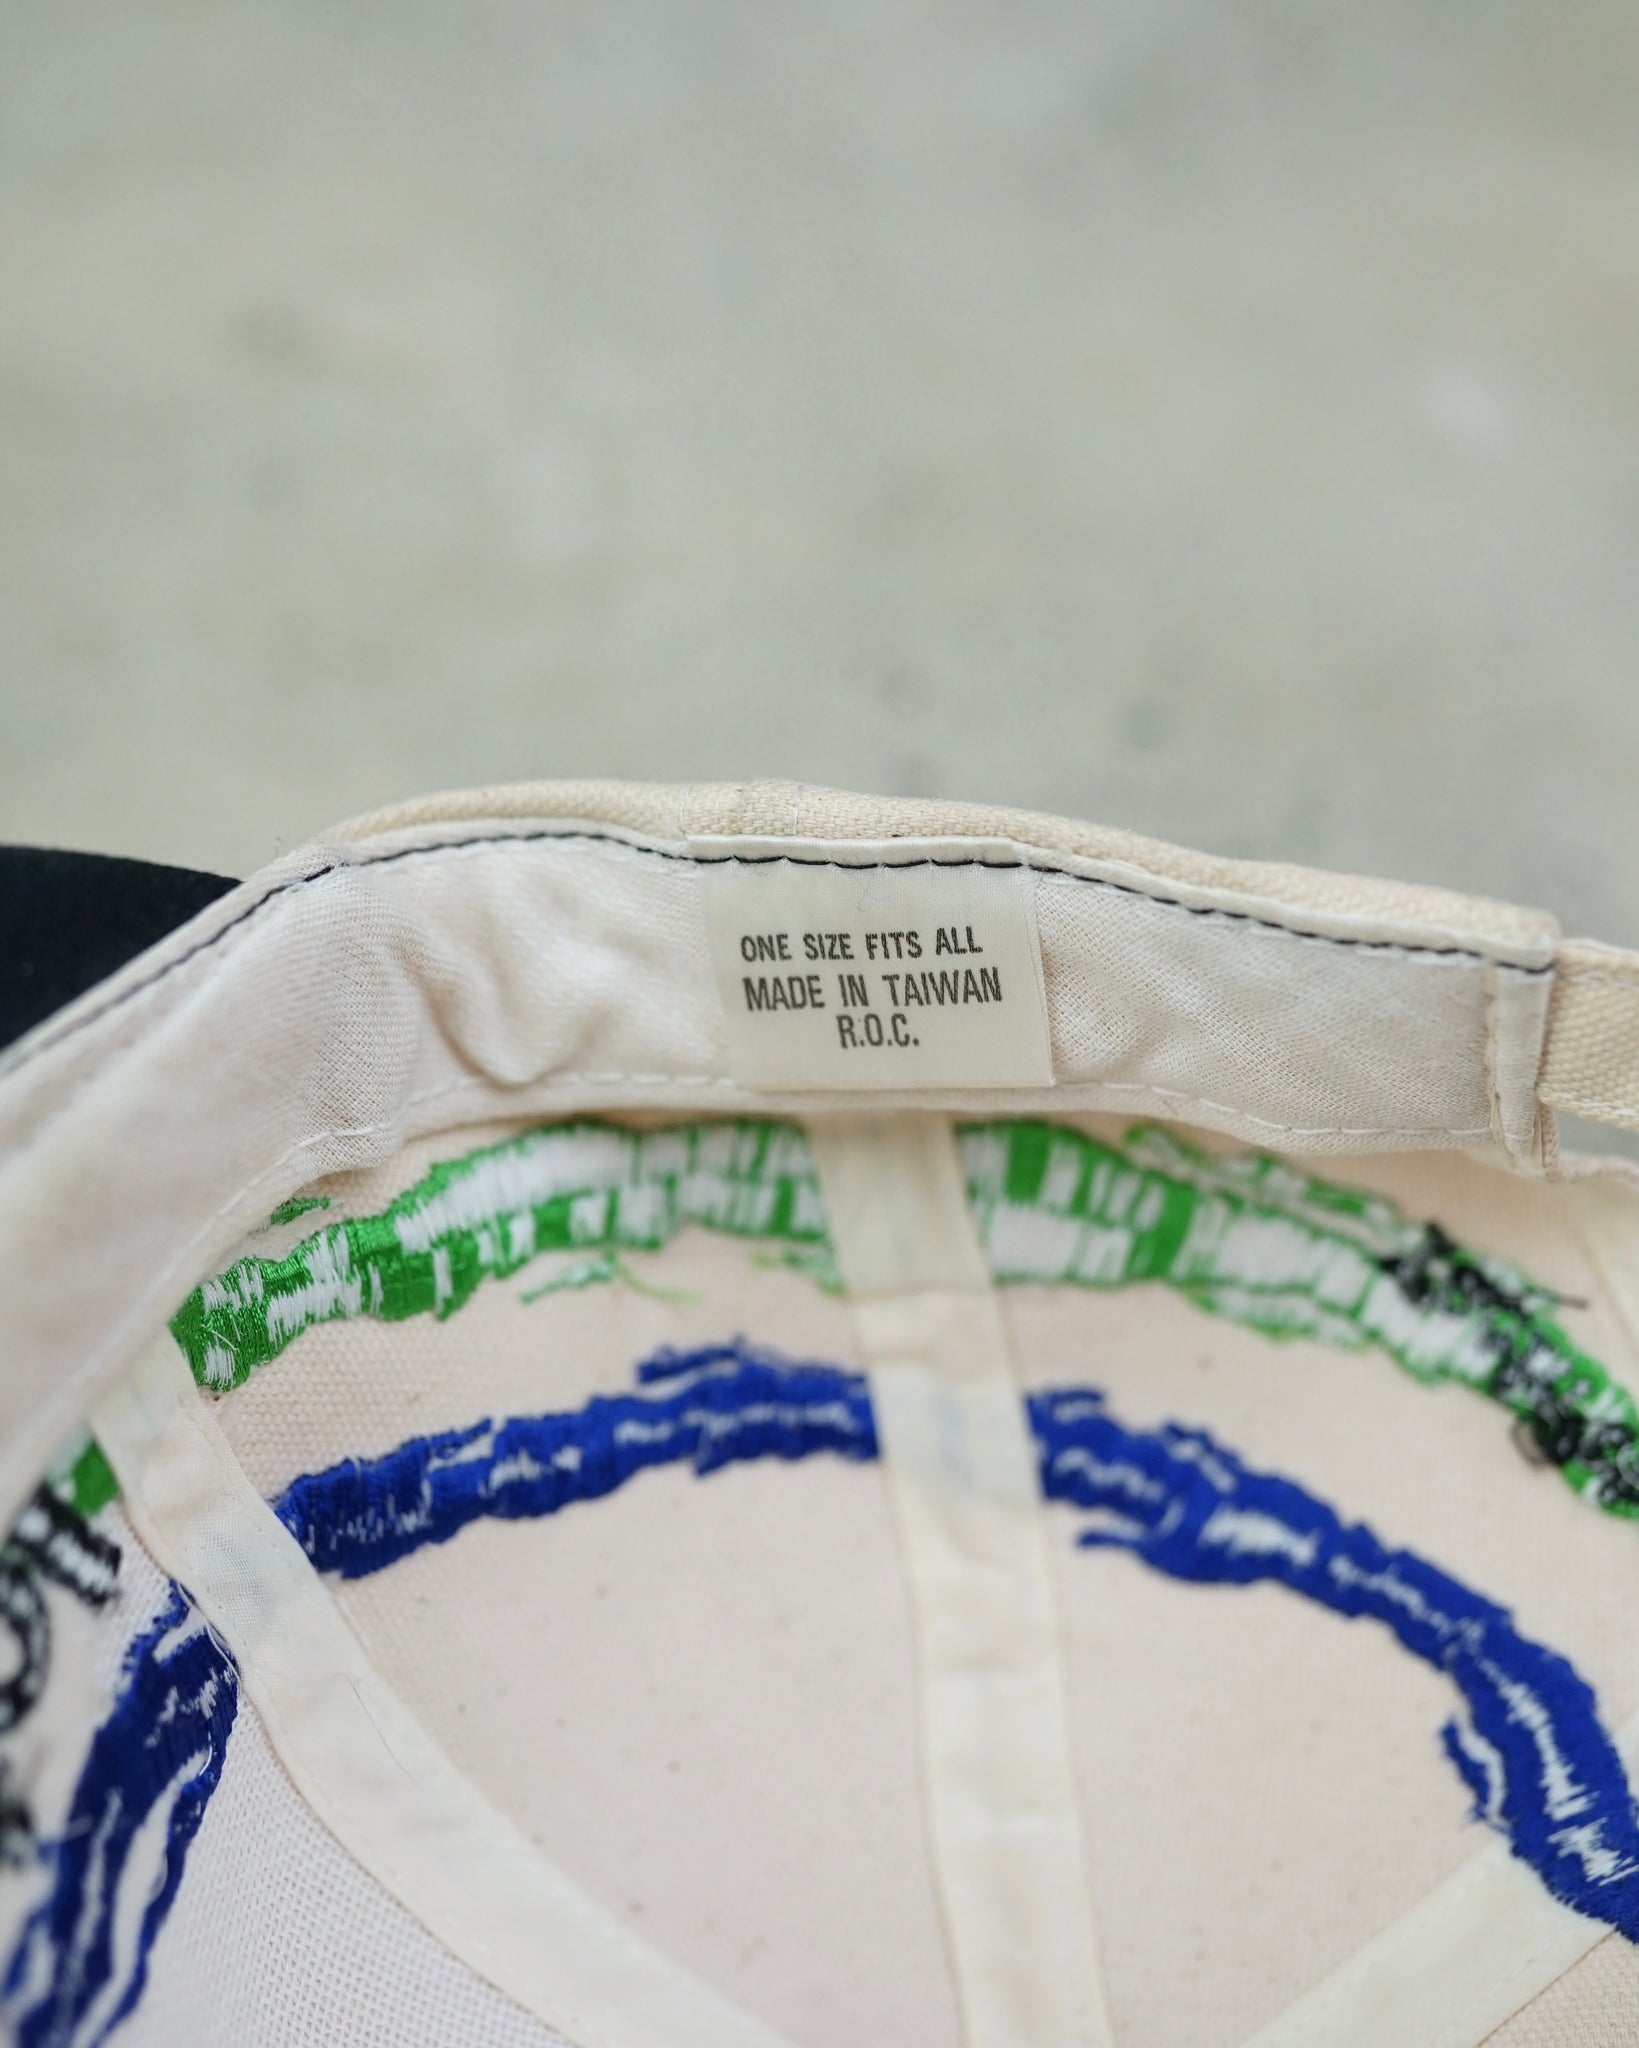 ONE SIZE FITS ALL
MADE IN TAIWAN
R.O.C.